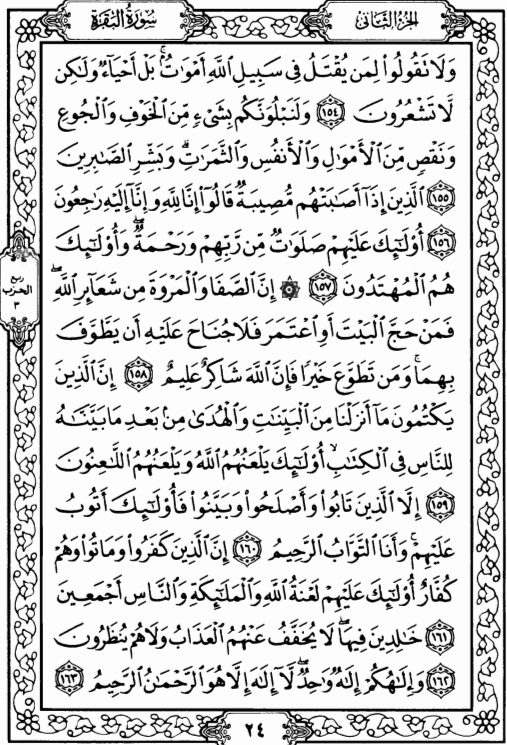 الجزء الثاني
سورة البقرة
وَلَا تَقُولُوا۟ لِمَن يُقْتَلُ فِى سَبِيلِ ٱللَّهِ أَمْوَٰتٌۢ ۚ بَلْ أَحْيَآءٌ وَلَـٰكِن
لَّا تَشْعُرُونَ ١٥٤ وَلَنَبْلُوَنَّكُم بِشَىْءٍ مِّنَ ٱلْخَوْفِ وَٱلْجُوعِ
وَنَقْصٍ مِّنَ ٱلْأَمْوَٰلِ وَٱلْأَنفُسِ وَٱلثَّمَرَٰتِ ۗ وَبَشِّرِ ٱلصَّـٰبِرِينَ
١٥٥ ٱلَّذِينَ إِذَآ أَصَـٰبَتْهُم مُّصِيبَةٌ قَالُوٓا۟ إِنَّا لِلَّهِ وَإِنَّآ إِلَيْهِ رَٰجِعُونَ
١٥٦ أُو۟لَـٰٓئِكَ عَلَيْهِمْ صَلَوَٰتٌ مِّن رَّبِّهِمْ وَرَحْمَةٌ ۖ وَأُو۟لَـٰٓئِكَ
هُمُ ٱلْمُهْتَدُونَ ١٥٧ ۞ إِنَّ ٱلصَّفَا وَٱلْمَرْوَةَ مِن شَعَآئِرِ ٱللَّهِ ۖ
فَمَنْ حَجَّ ٱلْبَيْتَ أَوِ ٱعْتَمَرَ فَلَا جُنَاحَ عَلَيْهِ أَن يَطَّوَّفَ
بِهِمَا ۚ وَمَن تَطَوَّعَ خَيْرًا فَإِنَّ ٱللَّهَ شَاكِرٌ عَلِيمٌ ١٥٨ إِنَّ ٱلَّذِينَ
يَكْتُمُونَ مَآ أَنزَلْنَا مِنَ ٱلْبَيِّنَـٰتِ وَٱلْهُدَىٰ مِنۢ بَعْدِ مَا بَيَّنَّـٰهُ
لِلنَّاسِ فِى ٱلْكِتَـٰبِ ۙ أُو۟لَـٰٓئِكَ يَلْعَنُهُمُ ٱللَّهُ وَيَلْعَنُهُمُ ٱللَّـٰعِنُونَ
١٥٩ إِلَّا ٱلَّذِينَ تَابُوا۟ وَأَصْلَحُوا۟ وَبَيَّنُوا۟ فَأُو۟لَـٰٓئِكَ أَتُوبُ
عَلَيْهِمْ ۚ وَأَنَا ٱلتَّوَّابُ ٱلرَّحِيمُ ١٦٠ إِنَّ ٱلَّذِينَ كَفَرُوا۟ وَمَاتُوا۟ وَهُمْ
كُفَّارٌ أُو۟لَـٰٓئِكَ عَلَيْهِمْ لَعْنَةُ ٱللَّهِ وَٱلْمَلَـٰٓئِكَةِ وَٱلنَّاسِ أَجْمَعِينَ
١٦١ خَـٰلِدِينَ فِيهَا ۖ لَا يُخَفَّفُ عَنْهُمُ ٱلْعَذَابُ وَلَا هُمْ يُنظَرُونَ
١٦٢ وَإِلَـٰهُكُمْ إِلَـٰهٌ وَٰحِدٌ ۖ لَّآ إِلَـٰهَ إِلَّا هُوَ ٱلرَّحْمَـٰنُ ٱلرَّحِيمُ ١٦٣
ربع
الحزب
٣
٢٤